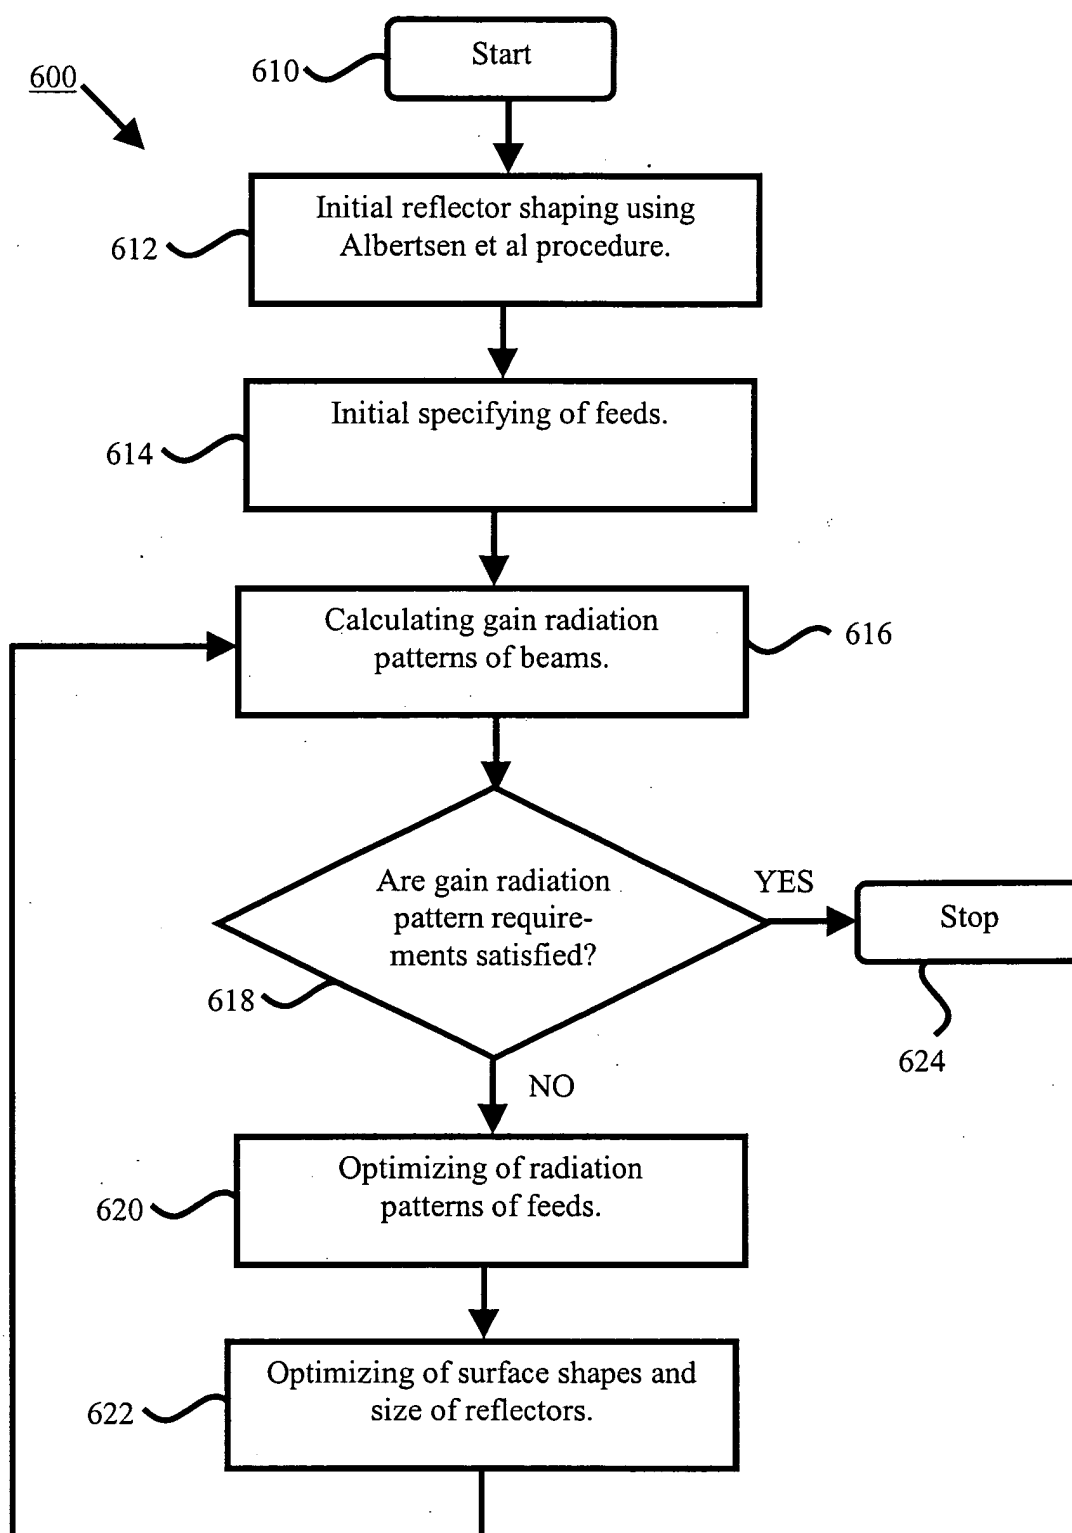 Start
610
600
Initial reflector shaping using
Albertsen et al procedure.
612
Initial specifying of feeds.
614
Calculating gain radiation
patterns of beams.
616
Are gain radiation
pattern require-
ments satisfied?
YES
Stop
618
624
NO
Optimizing of radiation
patterns of feeds.
620
Optimizing of surface shapes and
size of reflectors.
622